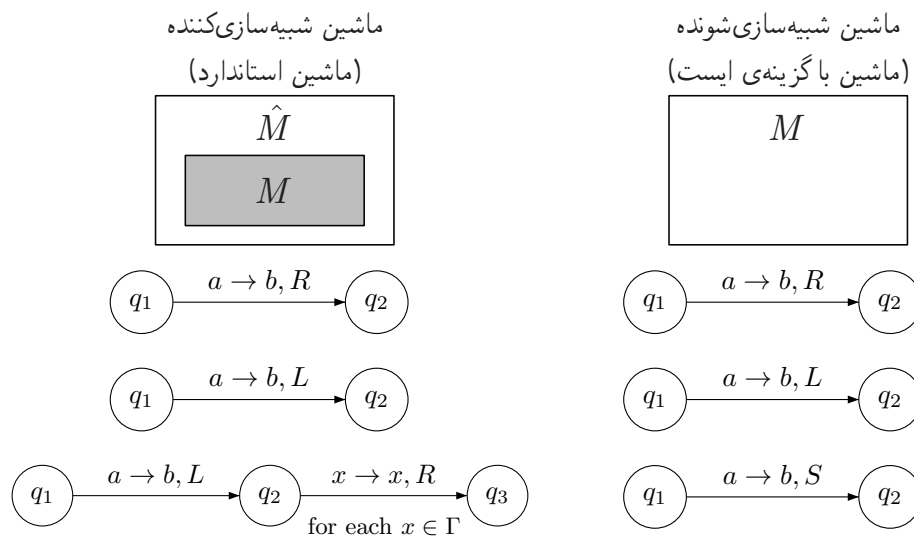 ماشین شبیه‌سازی‌شونده
(ماشین با گزینه‌ی ایست)
M
q₁ a → b, R q₂
q₁ a → b, L q₂
q₁ a → b, S q₂
ماشین شبیه‌سازی‌کننده
(ماشین استاندارد)
M̂
M
q₁ a → b, R q₂
q₁ a → b, L q₂
q₁ a → b, L q₂ x → x, R q₃
for each x ∈ Γ